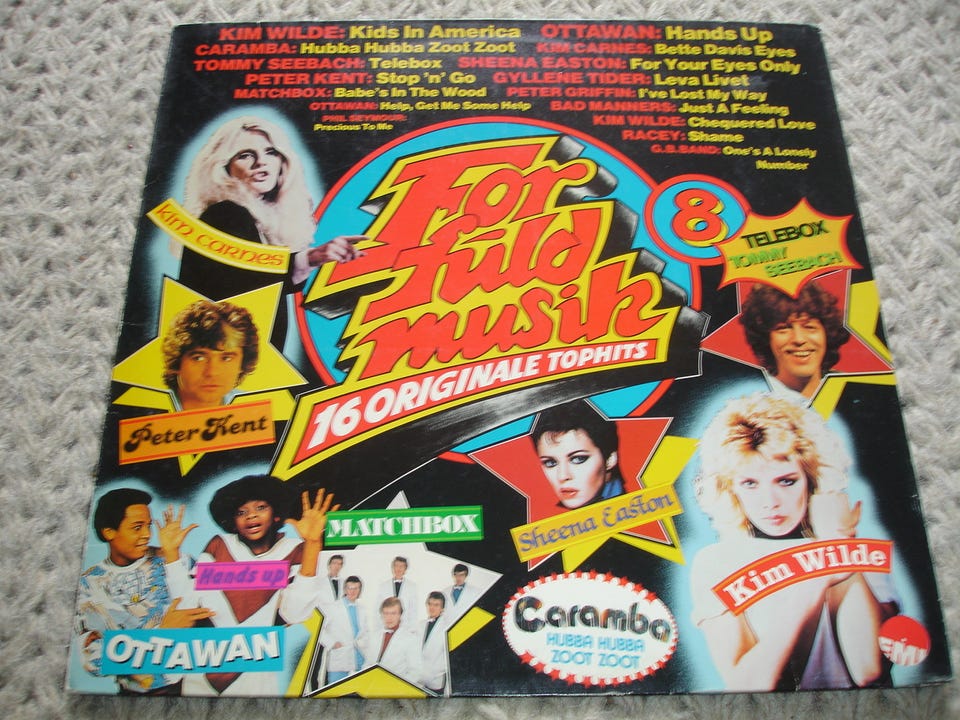 KIM WILDE: Kids In America OTTAWAN: Hands Up
CARAMBA: Hubba Hubba Zoot Zoot KIM CARNES: Bette Davis Eyes
TOMMY SEEBACH: Telebox SHEENA EASTON: For Your Eyes Only
PETER KENT: Stop 'n' Go GYLLENE TIDER: Leva Livet
MATCHBOX: Babe's In The Wood PETER GRIFFIN: I've Lost My Way
OTTAWAN: Help, Get Me Some Help BAD MANNERS: Just A Feeling
PHIL SEYMOUR:
Precious To Me
KIM WILDE: Chequered Love
RACEY: Shame
G.B.BAND: One's A Lonely
Number
For
fuld
musik
16 ORIGINALE TOPHITS
8
Kim Carnes
TELEBOX
TOMMY
SEEBACH
Peter Kent
MATCHBOX
Sheena Easton
Kim Wilde
Hands up
OTTAWAN
Caramba
HUBBA HUBBA
ZOOT ZOOT
EMI